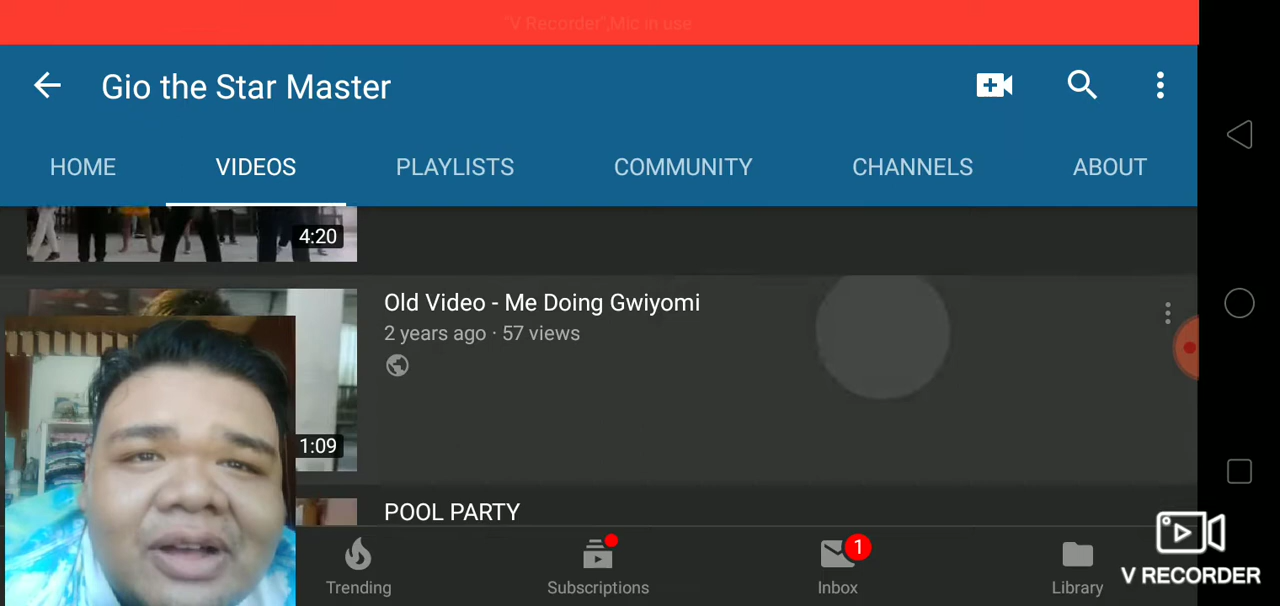 "V Recorder",Mic in use
Gio the Star Master
HOME VIDEOS PLAYLISTS COMMUNITY CHANNELS ABOUT
4:20
Old Video - Me Doing Gwiyomi
2 years ago · 57 views
1:09
POOL PARTY
1
Trending Subscriptions Inbox Library
V RECORDER